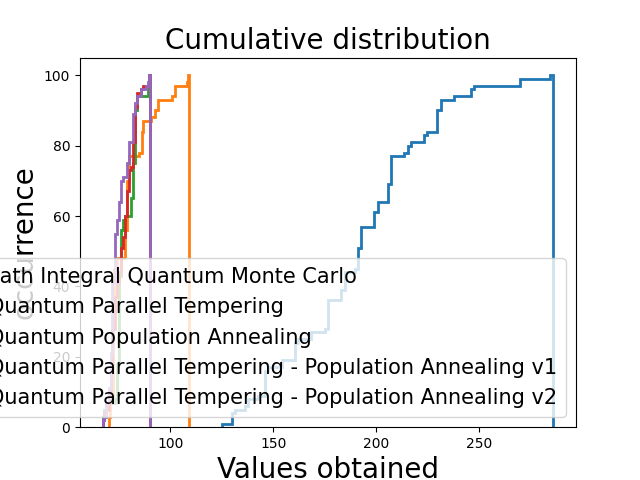 Cumulative distribution
100
80
60
40
20
0
occurrence
ath Integral Quantum Monte Carlo
Quantum Parallel Tempering
Quantum Population Annealing
Quantum Parallel Tempering - Population Annealing v1
Quantum Parallel Tempering - Population Annealing v2
100 150 200 250
Values obtained